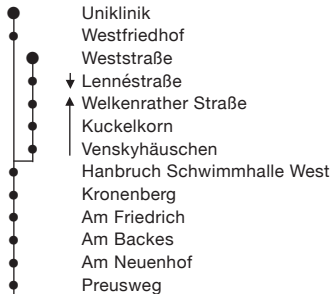 Uniklinik
Westfriedhof
Weststraße
Lennéstraße
Welkenrather Straße
Kuckelkorn
Venskyhäuschen
Hanbruch Schwimmhalle West
Kronenberg
Am Friedrich
Am Backes
Am Neuenhof
Preusweg